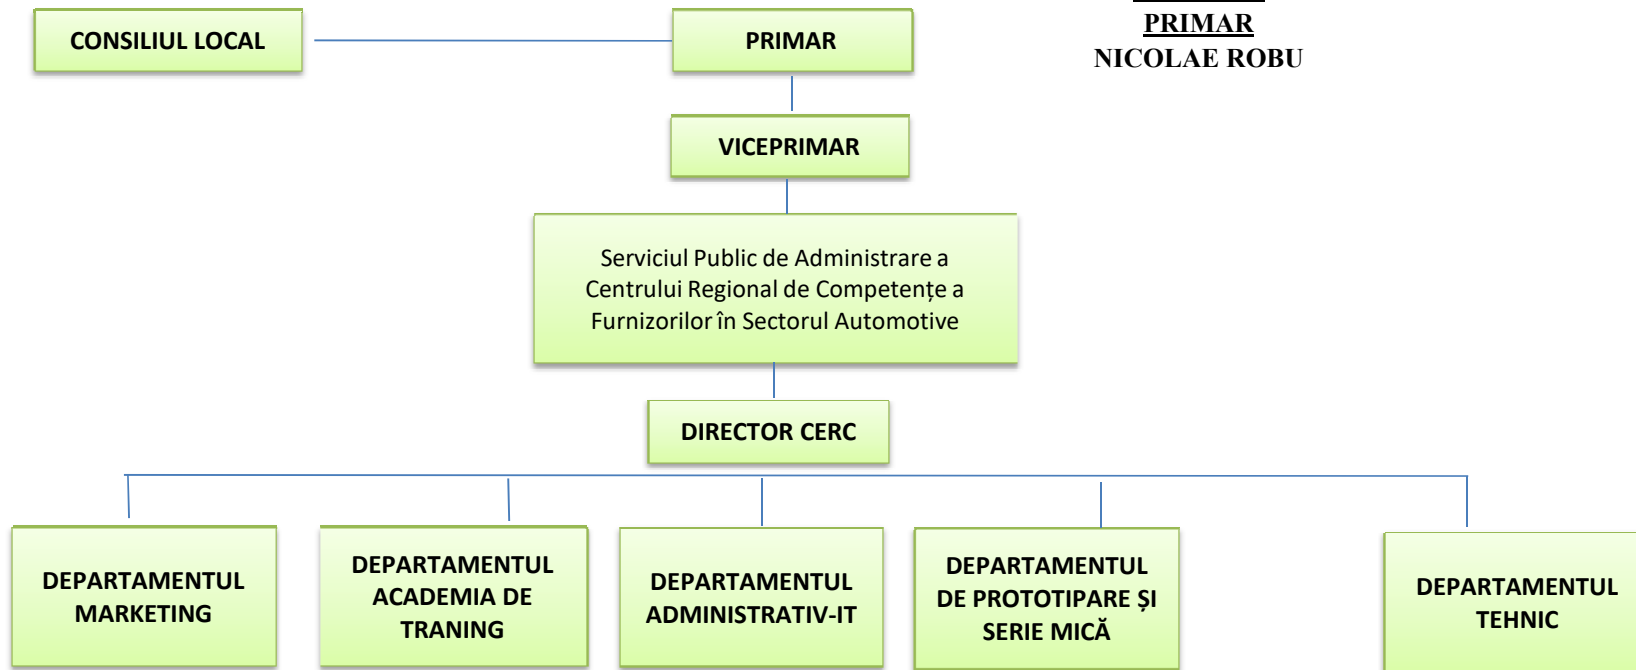 CONSILIUL LOCAL
PRIMAR
PRIMAR
NICOLAE ROBU
VICEPRIMAR
Serviciul Public de Administrare a
Centrului Regional de Competențe a
Furnizorilor în Sectorul Automotive
DIRECTOR CERC
DEPARTAMENTUL
MARKETING
DEPARTAMENTUL
ACADEMIA DE
TRANING
DEPARTAMENTUL
ADMINISTRATIV-IT
DEPARTAMENTUL
DE PROTOTIPARE ȘI
SERIE MICĂ
DEPARTAMENTUL
TEHNIC